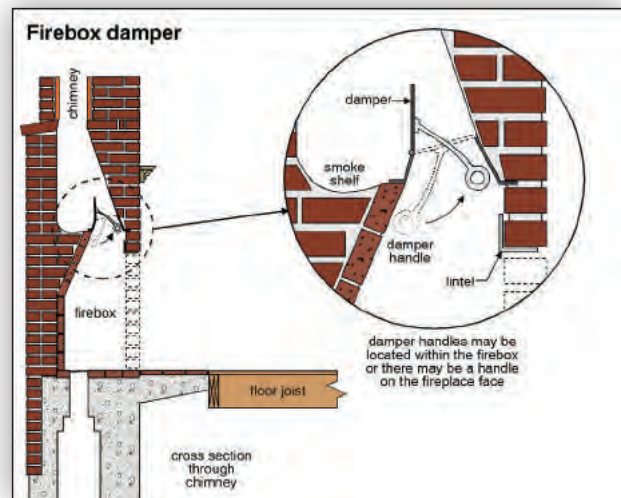 Firebox damper
chimney
damper
smoke
shelf
damper
handle
lintel
firebox
damper handles may be
located within the firebox
or there may be a handle
on the fireplace face
floor joist
cross section
through
chimney